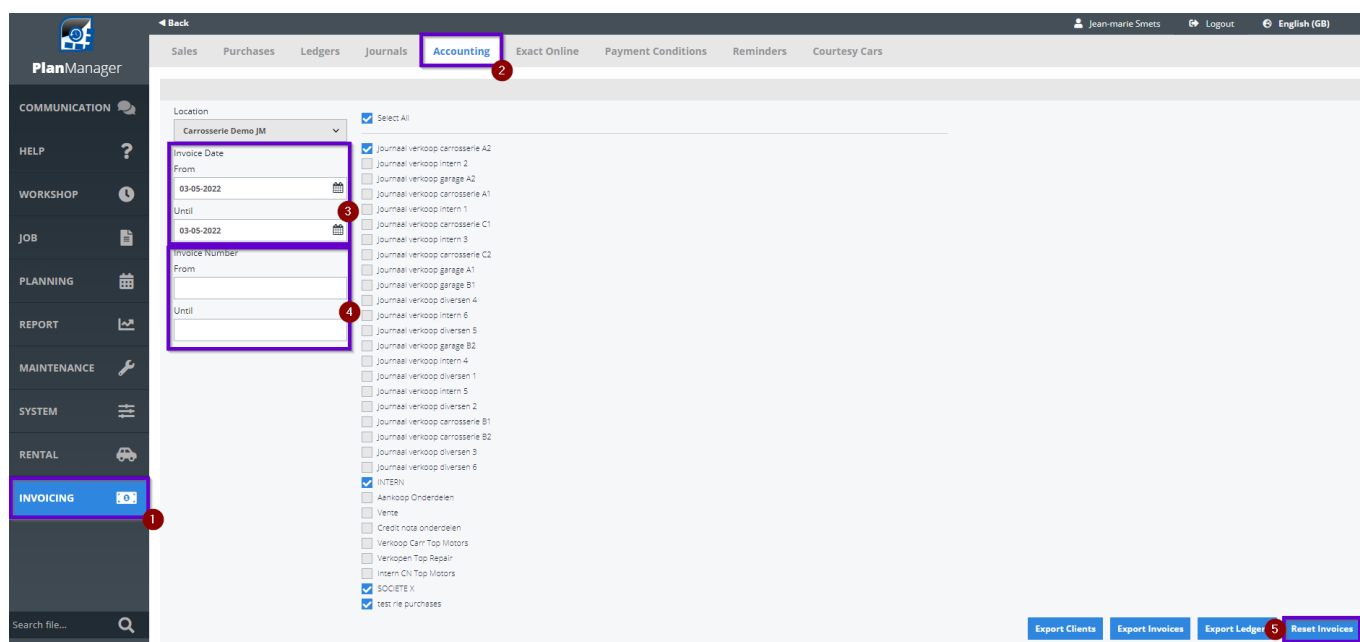 ◀ Back
Jean-marie Smets
Logout
English (GB)
PlanManager
Sales
Purchases
Ledgers
Journals
Accounting
Exact Online
Payment Conditions
Reminders
Courtesy Cars
2
COMMUNICATION
HELP
?
WORKSHOP
JOB
PLANNING
REPORT
MAINTENANCE
SYSTEM
RENTAL
INVOICING
1
Search file...
Location
Carrosserie Demo JM
Invoice Date
From
03-05-2022
Until
3
03-05-2022
Invoice Number
From
Until
4
Select All
Journaal verkoop carrosserie A2
Journaal verkoop intern 2
Journaal verkoop garage A2
Journaal verkoop carrosserie A1
Journaal verkoop intern 1
Journaal verkoop carrosserie C1
Journaal verkoop intern 3
Journaal verkoop carrosserie C2
Journaal verkoop garage A1
Journaal verkoop garage B1
Journaal verkoop diversen 4
Journaal verkoop intern 6
Journaal verkoop diversen 5
Journaal verkoop garage B2
Journaal verkoop intern 4
Journaal verkoop diversen 1
Journaal verkoop intern 5
Journaal verkoop diversen 2
Journaal verkoop carrosserie B1
Journaal verkoop carrosserie B2
Journaal verkoop diversen 3
Journaal verkoop diversen 6
INTERN
Aankoop Onderdelen
Vente
Credit nota onderdelen
Verkoop Carr Top Motors
Verkopen Top Repair
Intern CN Top Motors
SOCIETE X
test rie purchases
Export Clients
Export Invoices
Export Ledger
5
Reset Invoices